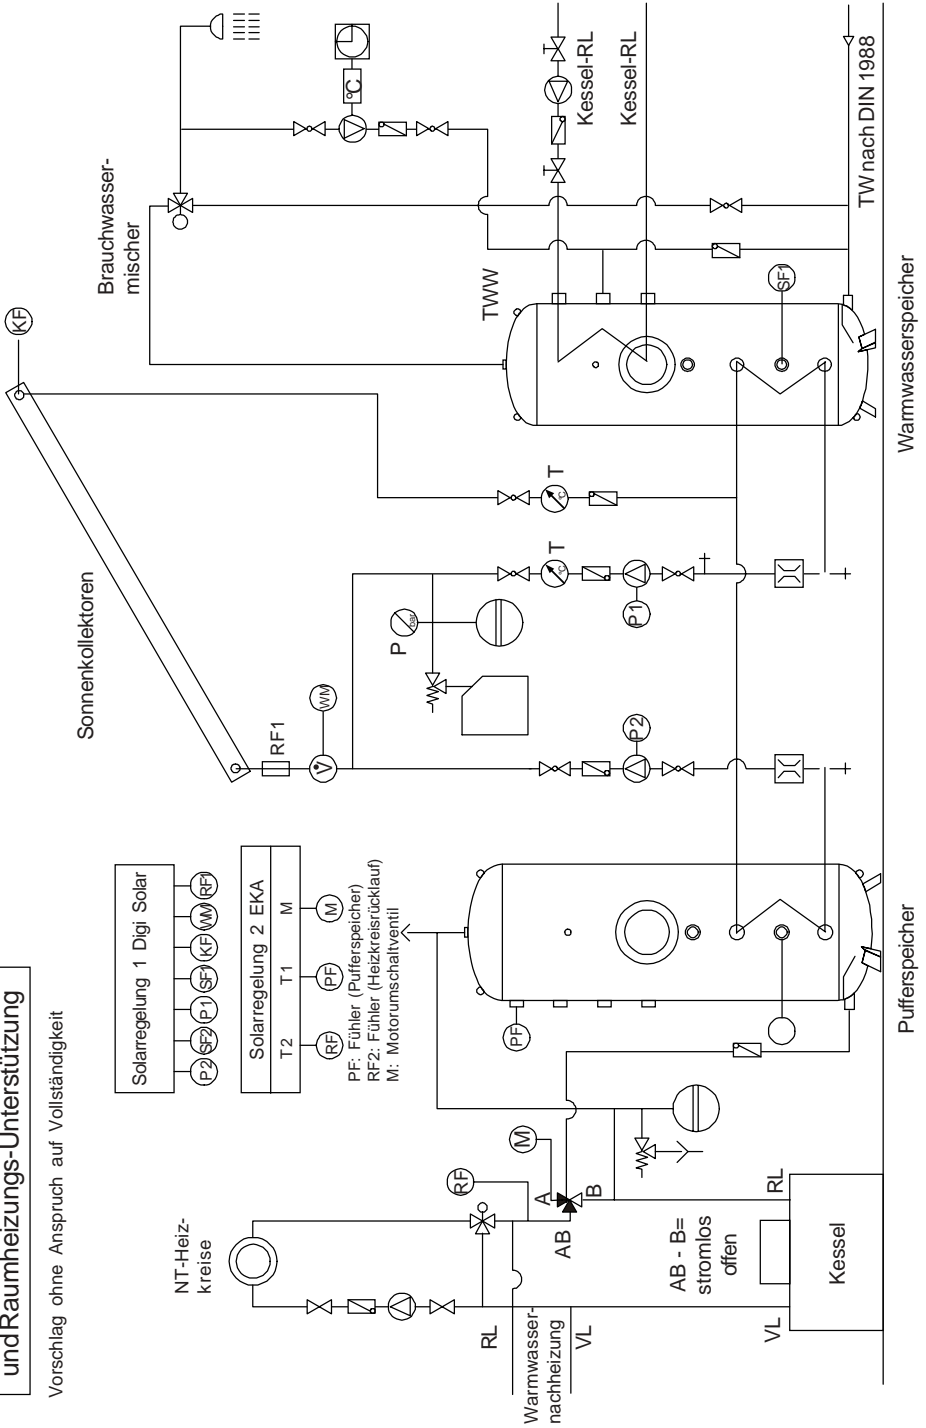 undRaumheizungs-Unterstützung
Vorschlag ohne Anspruch auf Vollständigkeit
Solarregelung 1 Digi Solar
P2
SF2
P1
SF1
KF
WM
RF1
Solarregelung 2 EKA
T2
T1
M
RF
PF
M
PF: Fühler (Pufferspeicher)
RF2: Fühler (Heizkreisrücklauf)
M: Motorumschaltventil
Sonnenkollektoren
KF
RF1
V
WM
Brauchwasser-
mischer
°C
Kessel-RL
Kessel-RL
TWW
TW nach DIN 1988
SF1
Warmwasserspeicher
T
°C
T
°C
P
bar
P1
P2
NT-Heiz-
kreise
RF
M
A
B
AB
AB - B=
stromlos
offen
RL
Warmwasser-
nachheizung
VL
VL
RL
Kessel
PF
Pufferspeicher